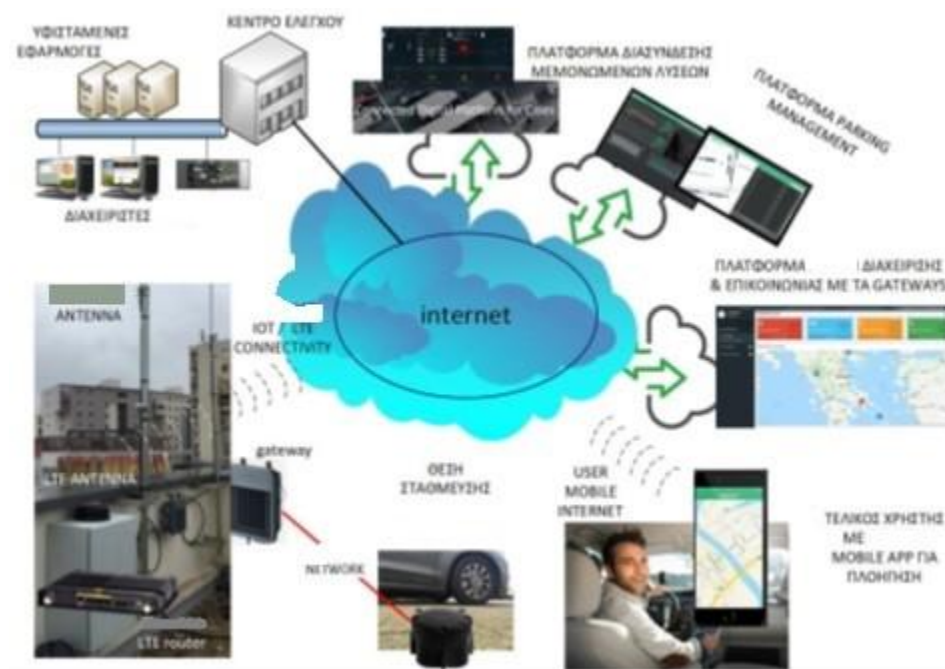 ΥΦΙΣΤΑΜΕΝΕΣ
ΕΦΑΡΜΟΓΕΣ
ΚΕΝΤΡΟ ΕΛΕΓΧΟΥ
ΔΙΑΧΕΙΡΙΣΤΕΣ
ΠΛΑΤΦΟΡΜΑ ΔΙΑΣΥΝΔΕΣΗΣ
ΜΕΜΟΝΩΜΕΝΩΝ ΛΥΣΕΩΝ
ΠΛΑΤΦΟΡΜΑ PARKING
MANAGEMENT
ΠΛΑΤΦΟΡΜΑ ΔΙΑΧΕΙΡΙΣΗΣ
& ΕΠΙΚΟΙΝΩΝΙΑΣ ΜΕ ΤΑ GATEWAYS
internet
ANTENNA
IOT / LTE
CONNECTIVITY
LTE ANTENNA
gateway
ΘΕΣΗ
ΣΤΑΘΜΕΥΣΗΣ
USER
MOBILE
INTERNET
ΤΕΛΙΚΟΣ ΧΡΗΣΤΗΣ
ΜΕ
MOBILE APP ΓΙΑ
ΠΛΟΗΓΗΣΗ
NETWORK
LTE router